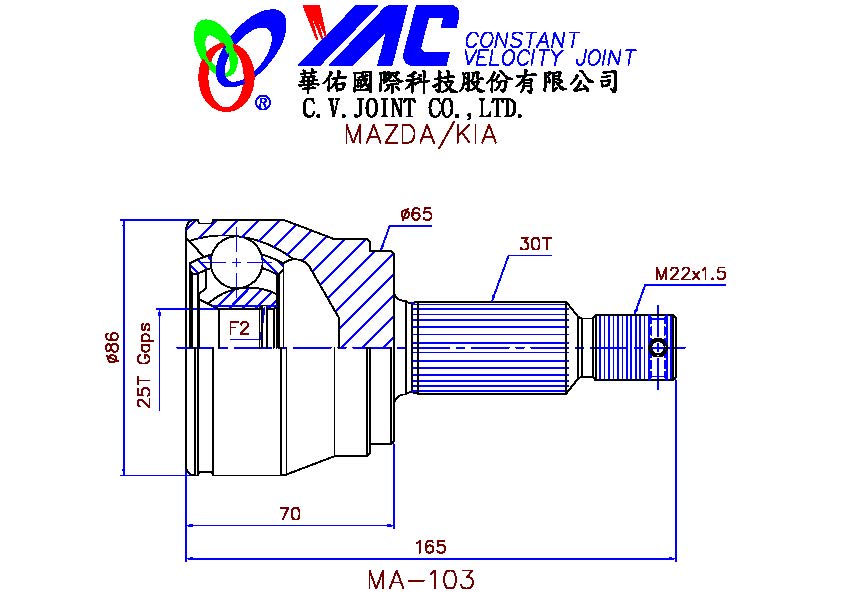 YAC CONSTANT
VELOCITY JOINT
®
華佑國際科技股份有限公司
C.V.JOINT CO.,LTD.
MAZDA/KIA
ø65
30T
M22x1.5
F2
ø86
25T Gaps
70
165
MA-103